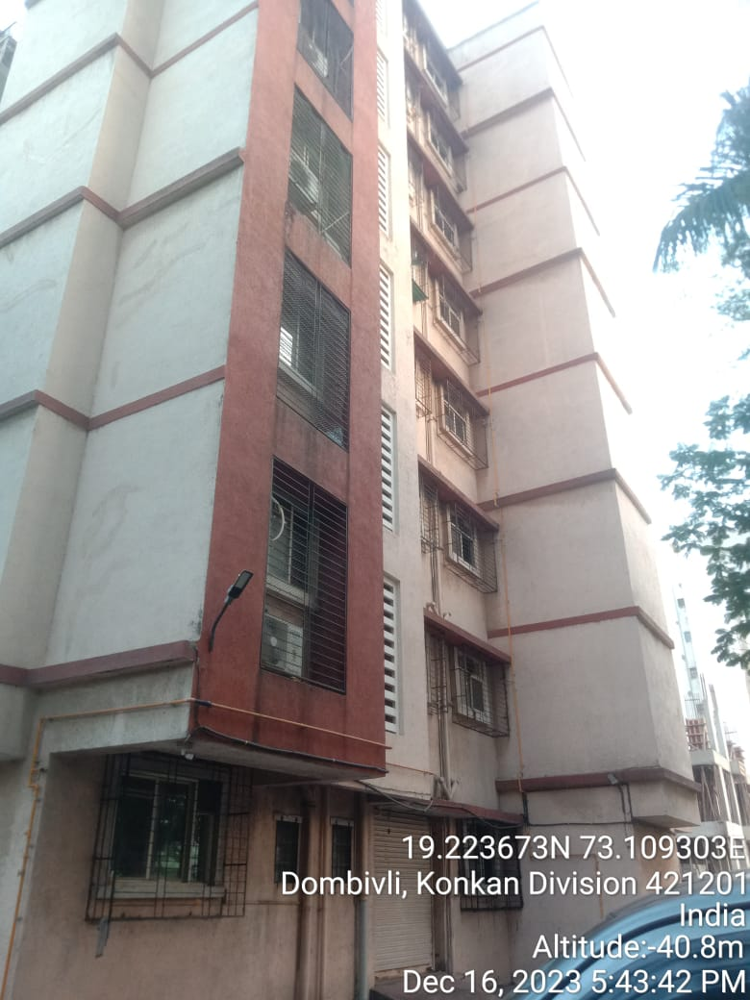 19.223673N 73.109303E
Dombivli, Konkan Division 421201
India
Altitude:-40.8m
Dec 16, 2023 5:43:42 PM